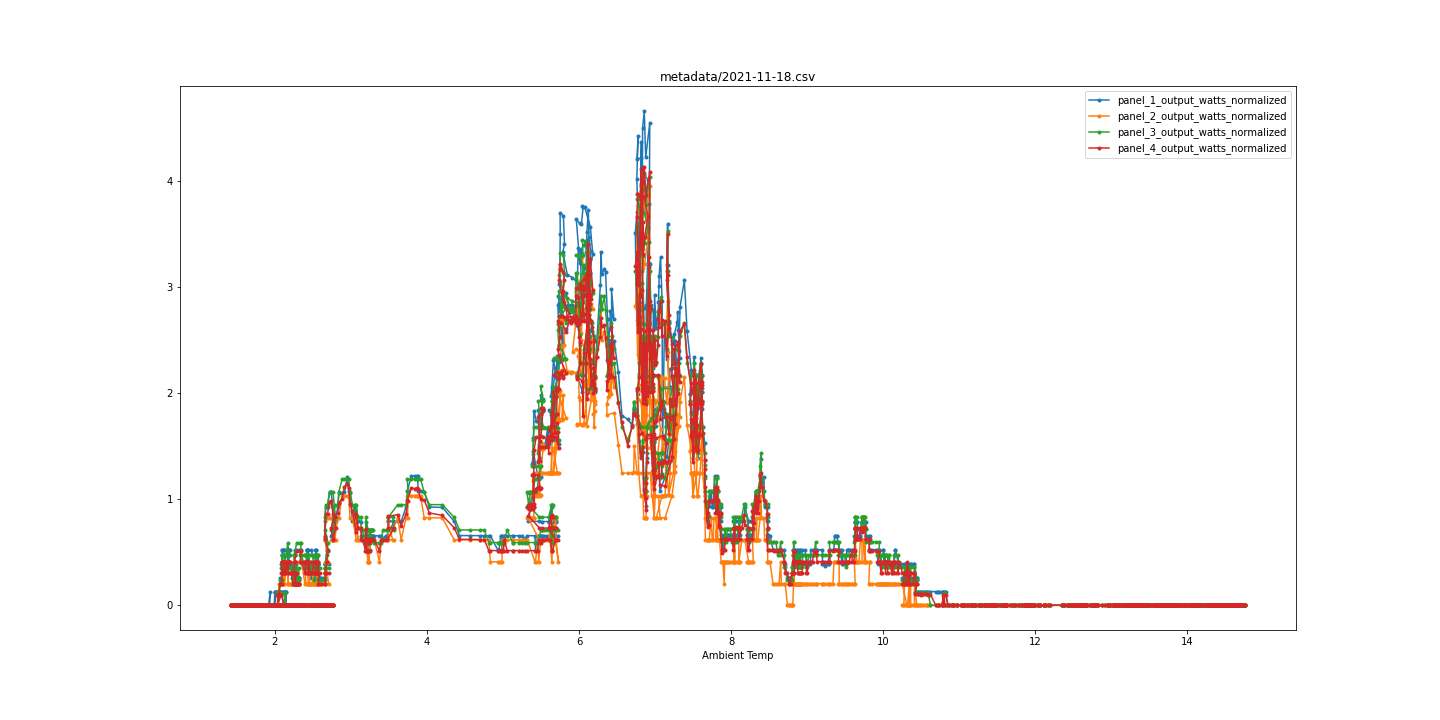 metadata/2021-11-18.csv
panel_1_output_watts_normalized
panel_2_output_watts_normalized
panel_3_output_watts_normalized
panel_4_output_watts_normalized
4
3
2
1
0
2 4 6 8 10 12 14
Ambient Temp